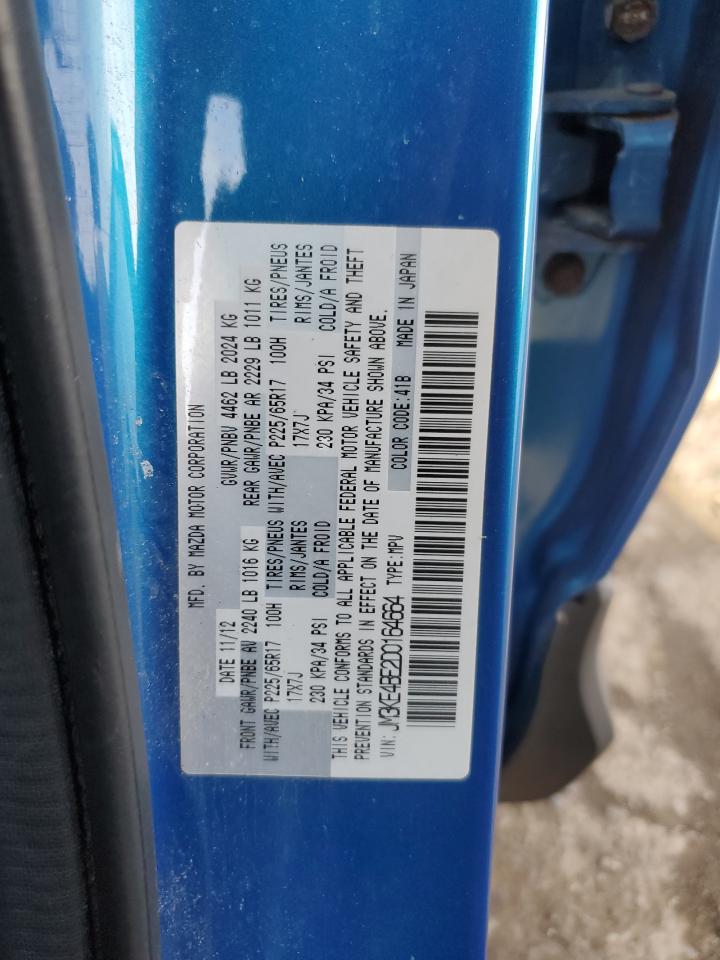 MFD. BY MAZDA MOTOR CORPORATION
DATE 11/12 GVWR/PNBV 4462 LB 2024 KG
FRONT GAWR/PNBE AV 2240 LB 1016 KG REAR GAWR/PNBE AR 2229 LB 1011 KG
WITH/AVEC P225/65R17 100H TIRES/PNEUS WITH/AVEC P225/65R17 100H TIRES/PNEUS
17X7J RIMS/JANTES 17X7J RIMS/JANTES
230 KPA/34 PSI COLD/A FROID 230 KPA/34 PSI COLD/A FROID
THIS VEHICLE CONFORMS TO ALL APPLICABLE FEDERAL MOTOR VEHICLE SAFETY AND THEFT
PREVENTION STANDARDS IN EFFECT ON THE DATE OF MANUFACTURE SHOWN ABOVE.
VIN: JM3KE4BE2D0164664 TYPE:MPV COLOR CODE:41B MADE IN JAPAN